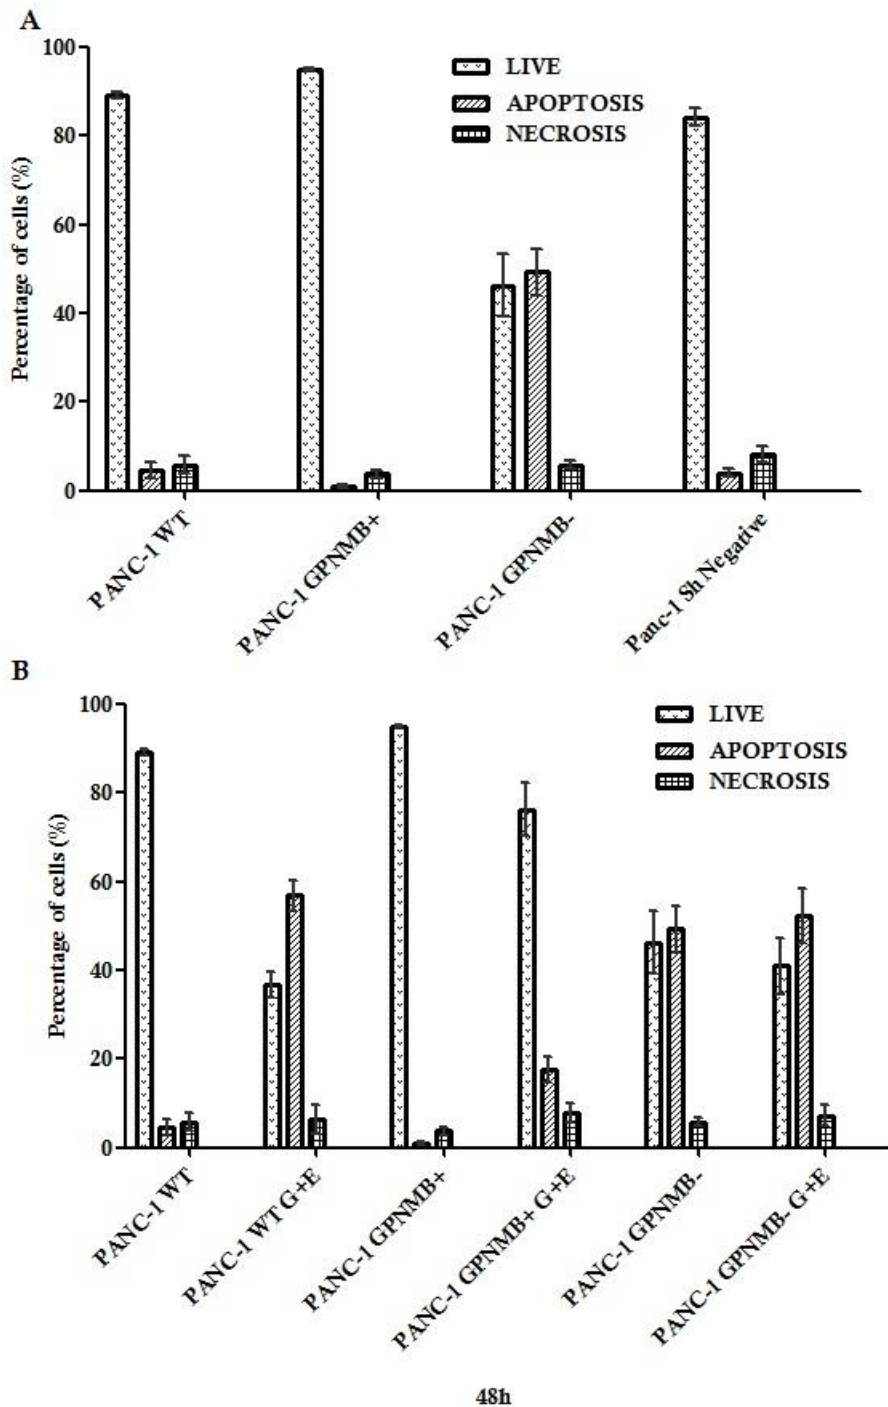 A
100
80
60
40
20
0
Percentage of cells (%)
LIVE
APOPTOSIS
NECROSIS
PANC-1 WT
PANC-1 GPNMB+
PANC-1 GPNMB-
Panc-1 Sh Negative
B
100
80
60
40
20
0
Percentage of cells (%)
LIVE
APOPTOSIS
NECROSIS
PANC-1 WT
PANC-1 WT G+E
PANC-1 GPNMB+
PANC-1 GPNMB+ G+E
PANC-1 GPNMB-
PANC-1 GPNMB- G+E
48h